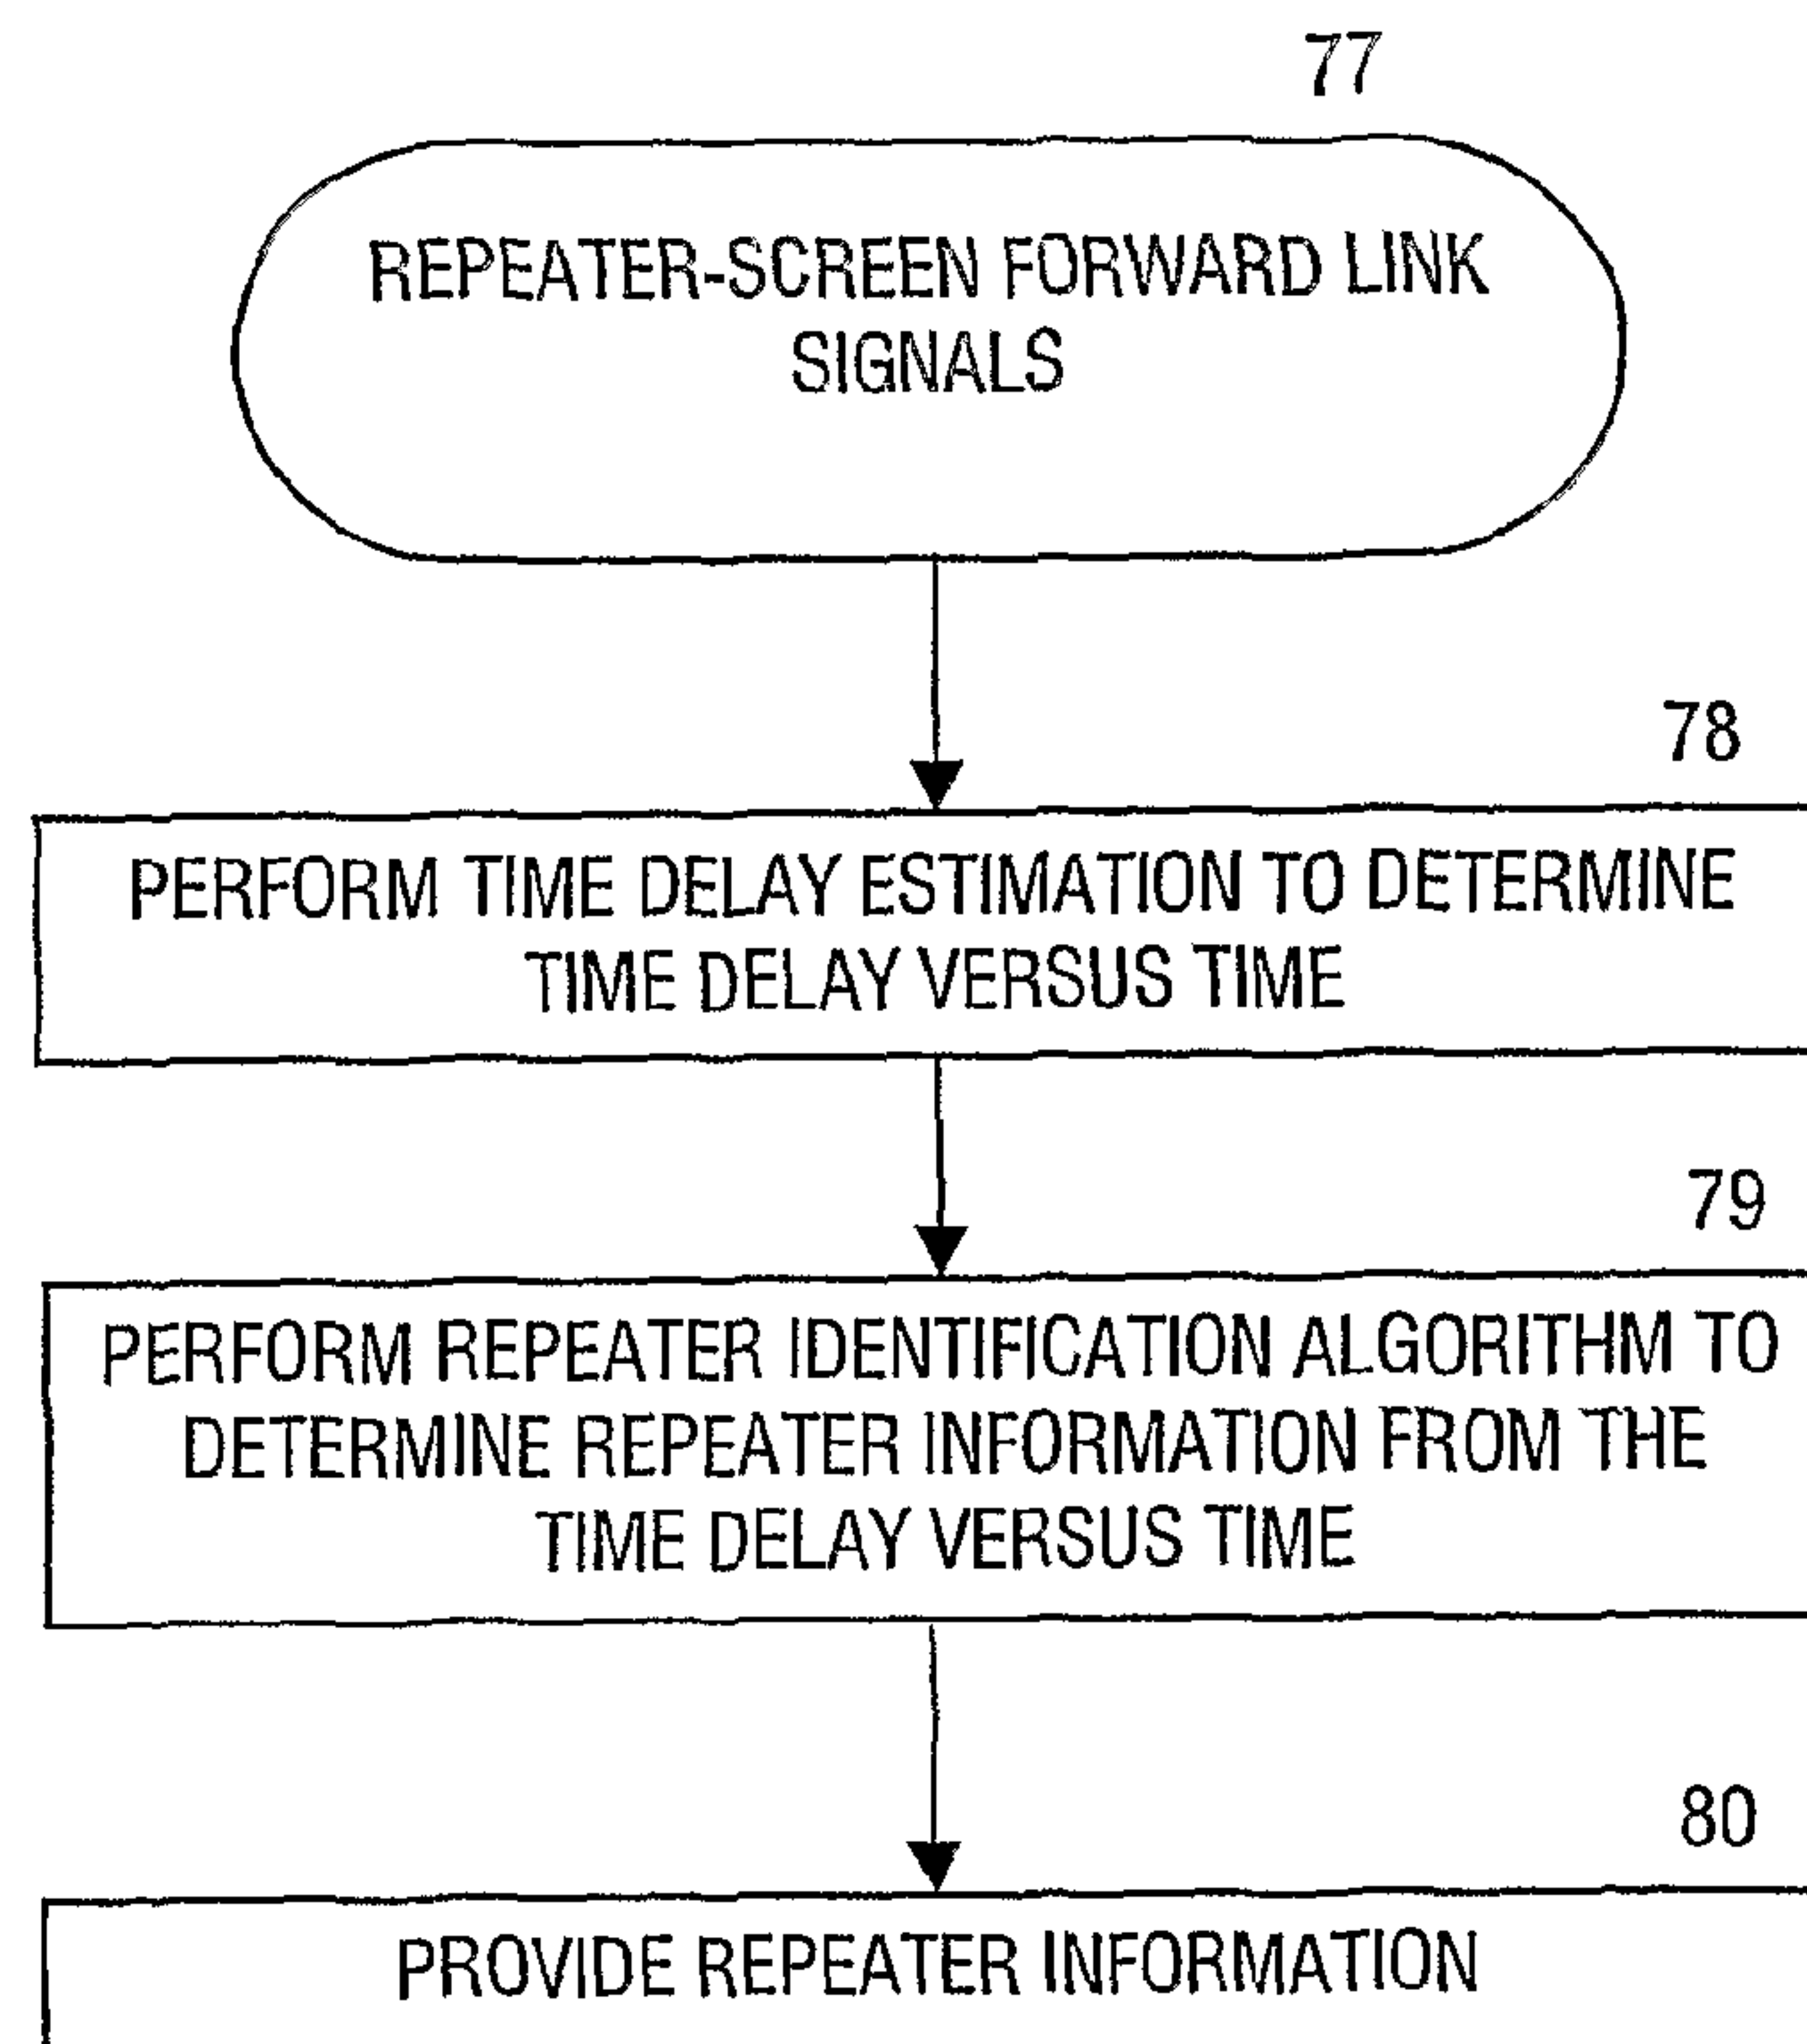 77
REPEATER-SCREEN FORWARD LINK
SIGNALS
78
PERFORM TIME DELAY ESTIMATION TO DETERMINE
TIME DELAY VERSUS TIME
79
PERFORM REPEATER IDENTIFICATION ALGORITHM TO
DETERMINE REPEATER INFORMATION FROM THE
TIME DELAY VERSUS TIME
80
PROVIDE REPEATER INFORMATION